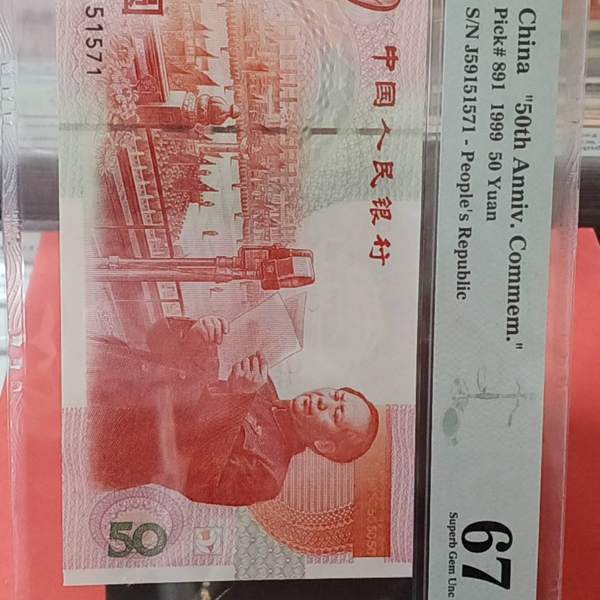 China "50th Anniv. Commem."
Pick# 891 1999 50 Yuan
S/N J59151571 - People's Republic
67
Superb Gem Unc
中国人民银行
51571
圆
50